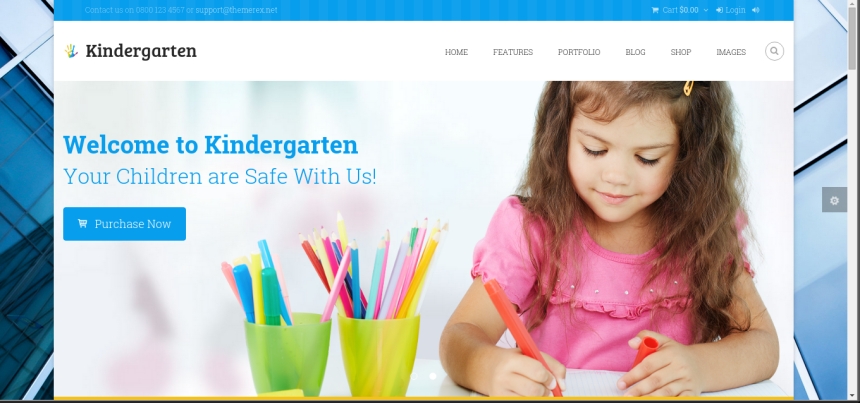 Contact us on 0800 123 4567 or support@themerex.net
Cart $0.00
Login
Kindergarten
HOME
FEATURES
PORTFOLIO
BLOG
SHOP
IMAGES
Welcome to Kindergarten
Your Children are Safe With Us!
Purchase Now